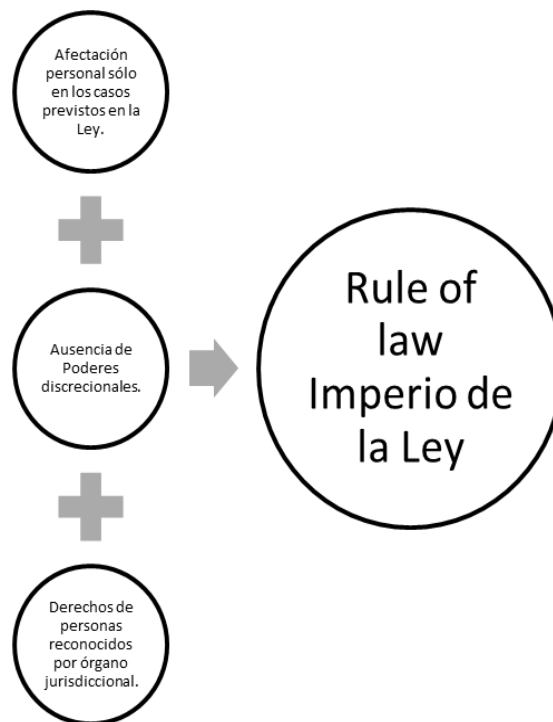 Afectación
personal sólo
en los casos
previstos en la
Ley.
Ausencia de
Poderes
discrecionales.
Derechos de
personas
reconocidos
por órgano
jurisdiccional.
Rule of
law
Imperio de
la Ley